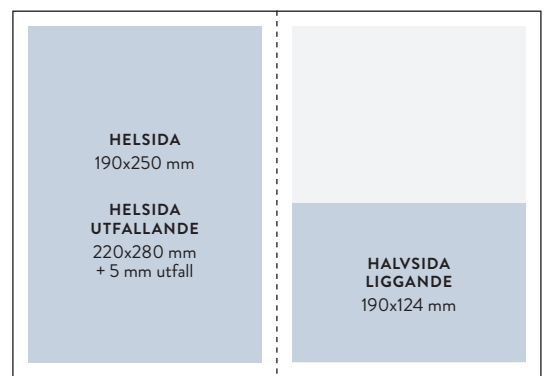 HELSIDA
190x250 mm
HELSIDA
UTFALLANDE
220x280 mm
+ 5 mm utfall
HALVSIDA
LIGGANDE
190x124 mm